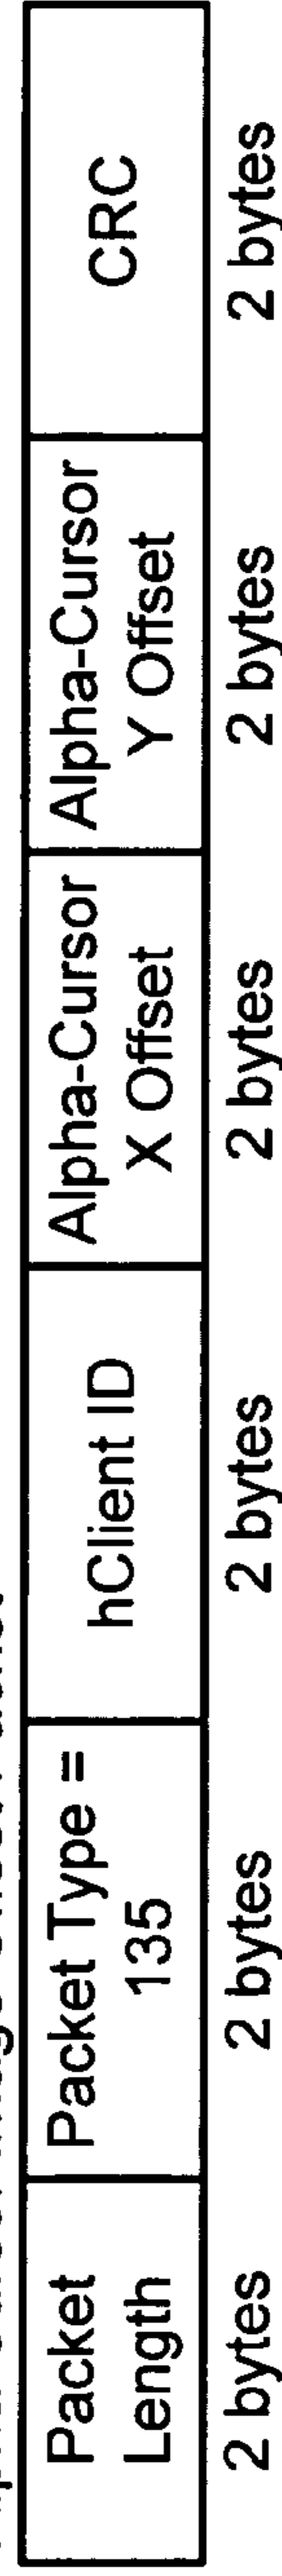 Packet
Length
Packet Type =
135
hClient ID
Alpha-Cursor
X Offset
Alpha-Cursor
Y Offset
CRC
2 bytes
2 bytes
2 bytes
2 bytes
2 bytes
2 bytes